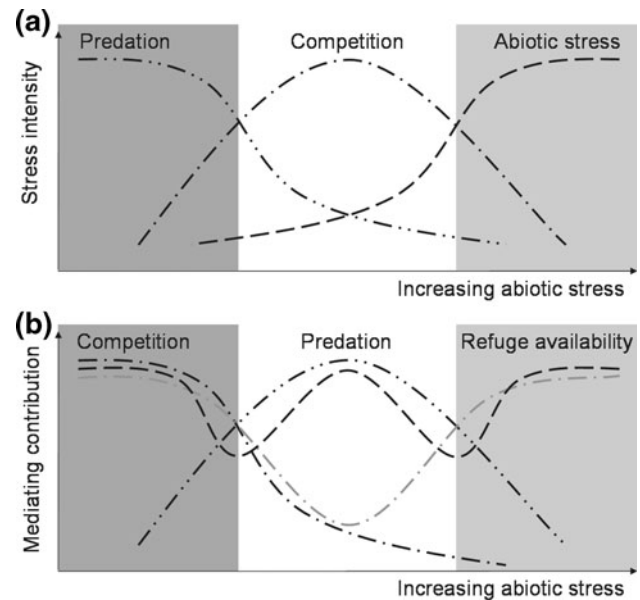 (a)
Predation Competition Abiotic stress
Stress intensity
Increasing abiotic stress
(b)
Competition Predation Refuge availability
Mediating contribution
Increasing abiotic stress